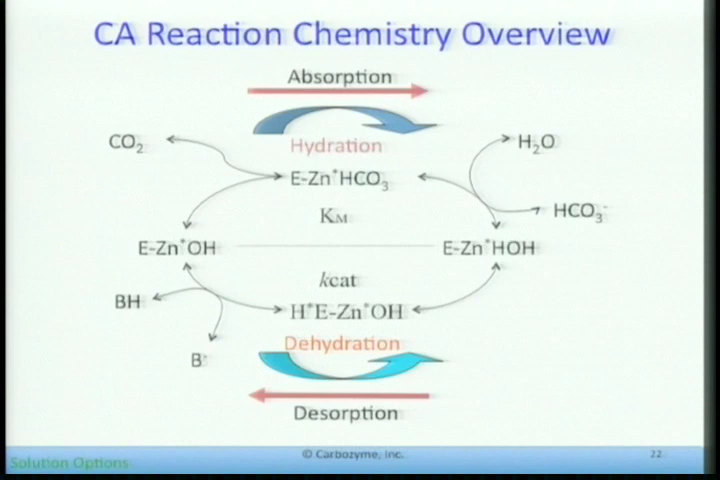 CA Reaction Chemistry Overview
Absorption
Hydration
CO₂
H₂O
E-Zn*HCO₃
HCO₃⁻
K_M
E-Zn*OH
E-Zn*HOH
kcat
BH
H*E-Zn*OH
Dehydration
B⁻
Desorption
© Carbozyme, Inc.
22
Solution Options